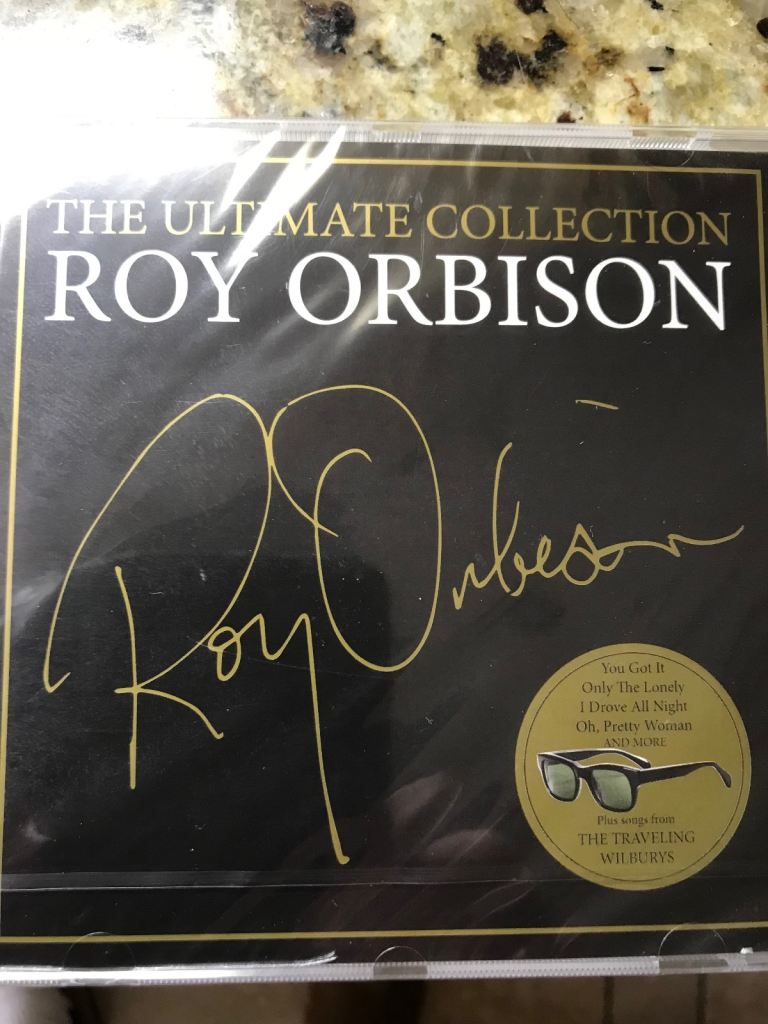 THE ULTIMATE COLLECTION
ROY ORBISON
Roy Orbison
You Got It
Only The Lonely
I Drove All Night
Oh, Pretty Woman
AND MORE
Plus songs from
THE TRAVELING
WILBURYS